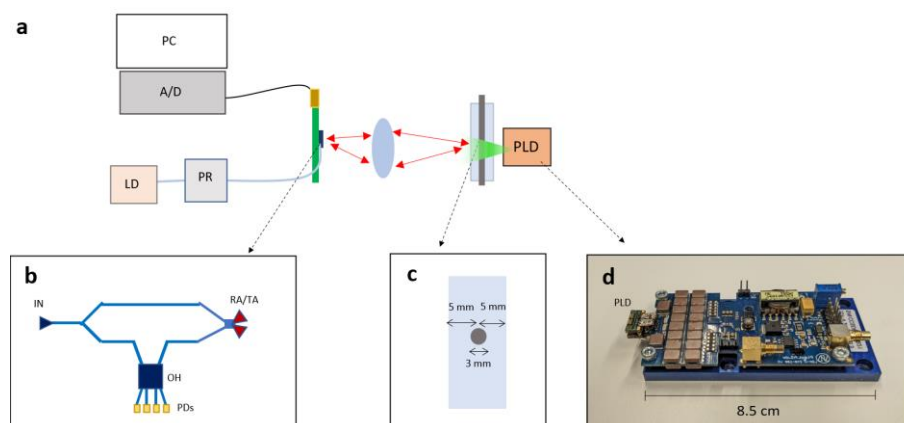 a
PC
A/D
LD
PR
PLD
b
IN
RA/TA
OH
PDs
c
5 mm
5 mm
3 mm
d
PLD
8.5 cm